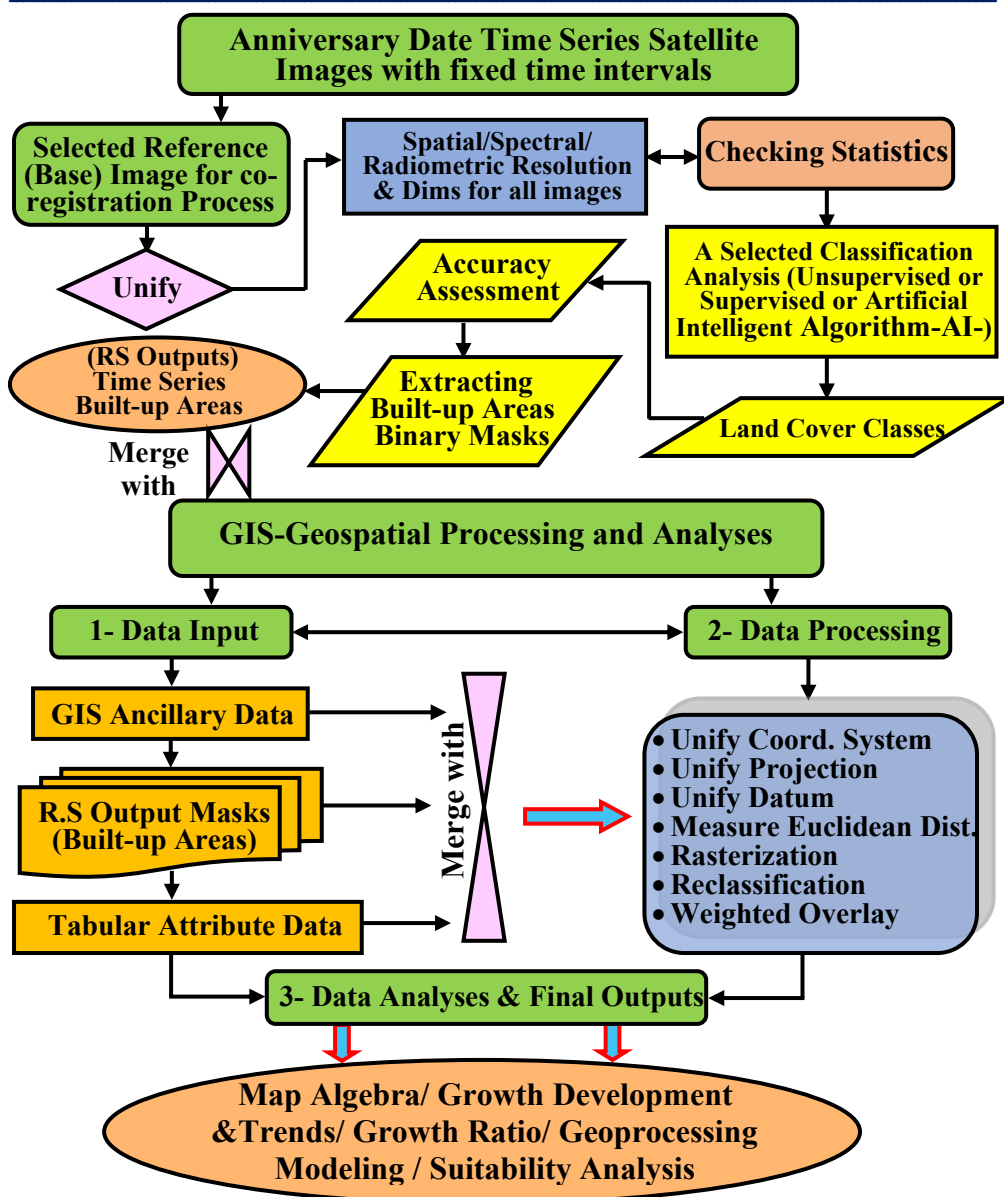 Anniversary Date Time Series Satellite
Images with fixed time intervals
Selected Reference
(Base) Image for co-
registration Process
Spatial/Spectral/
Radiometric Resolution
& Dims for all images
Checking Statistics
Unify
Accuracy
Assessment
A Selected Classification
Analysis (Unsupervised or
Supervised or Artificial
Intelligent Algorithm-AI-)
(RS Outputs)
Time Series
Built-up Areas
Extracting
Built-up Areas
Binary Masks
Land Cover Classes
Merge
with
GIS-Geospatial Processing and Analyses
1- Data Input
2- Data Processing
GIS Ancillary Data
R.S Output Masks
(Built-up Areas)
Tabular Attribute Data
Merge with
• Unify Coord. System
• Unify Projection
• Unify Datum
• Measure Euclidean Dist.
• Rasterization
• Reclassification
• Weighted Overlay
3- Data Analyses & Final Outputs
Map Algebra/ Growth Development
&Trends/ Growth Ratio/ Geoprocessing
Modeling / Suitability Analysis